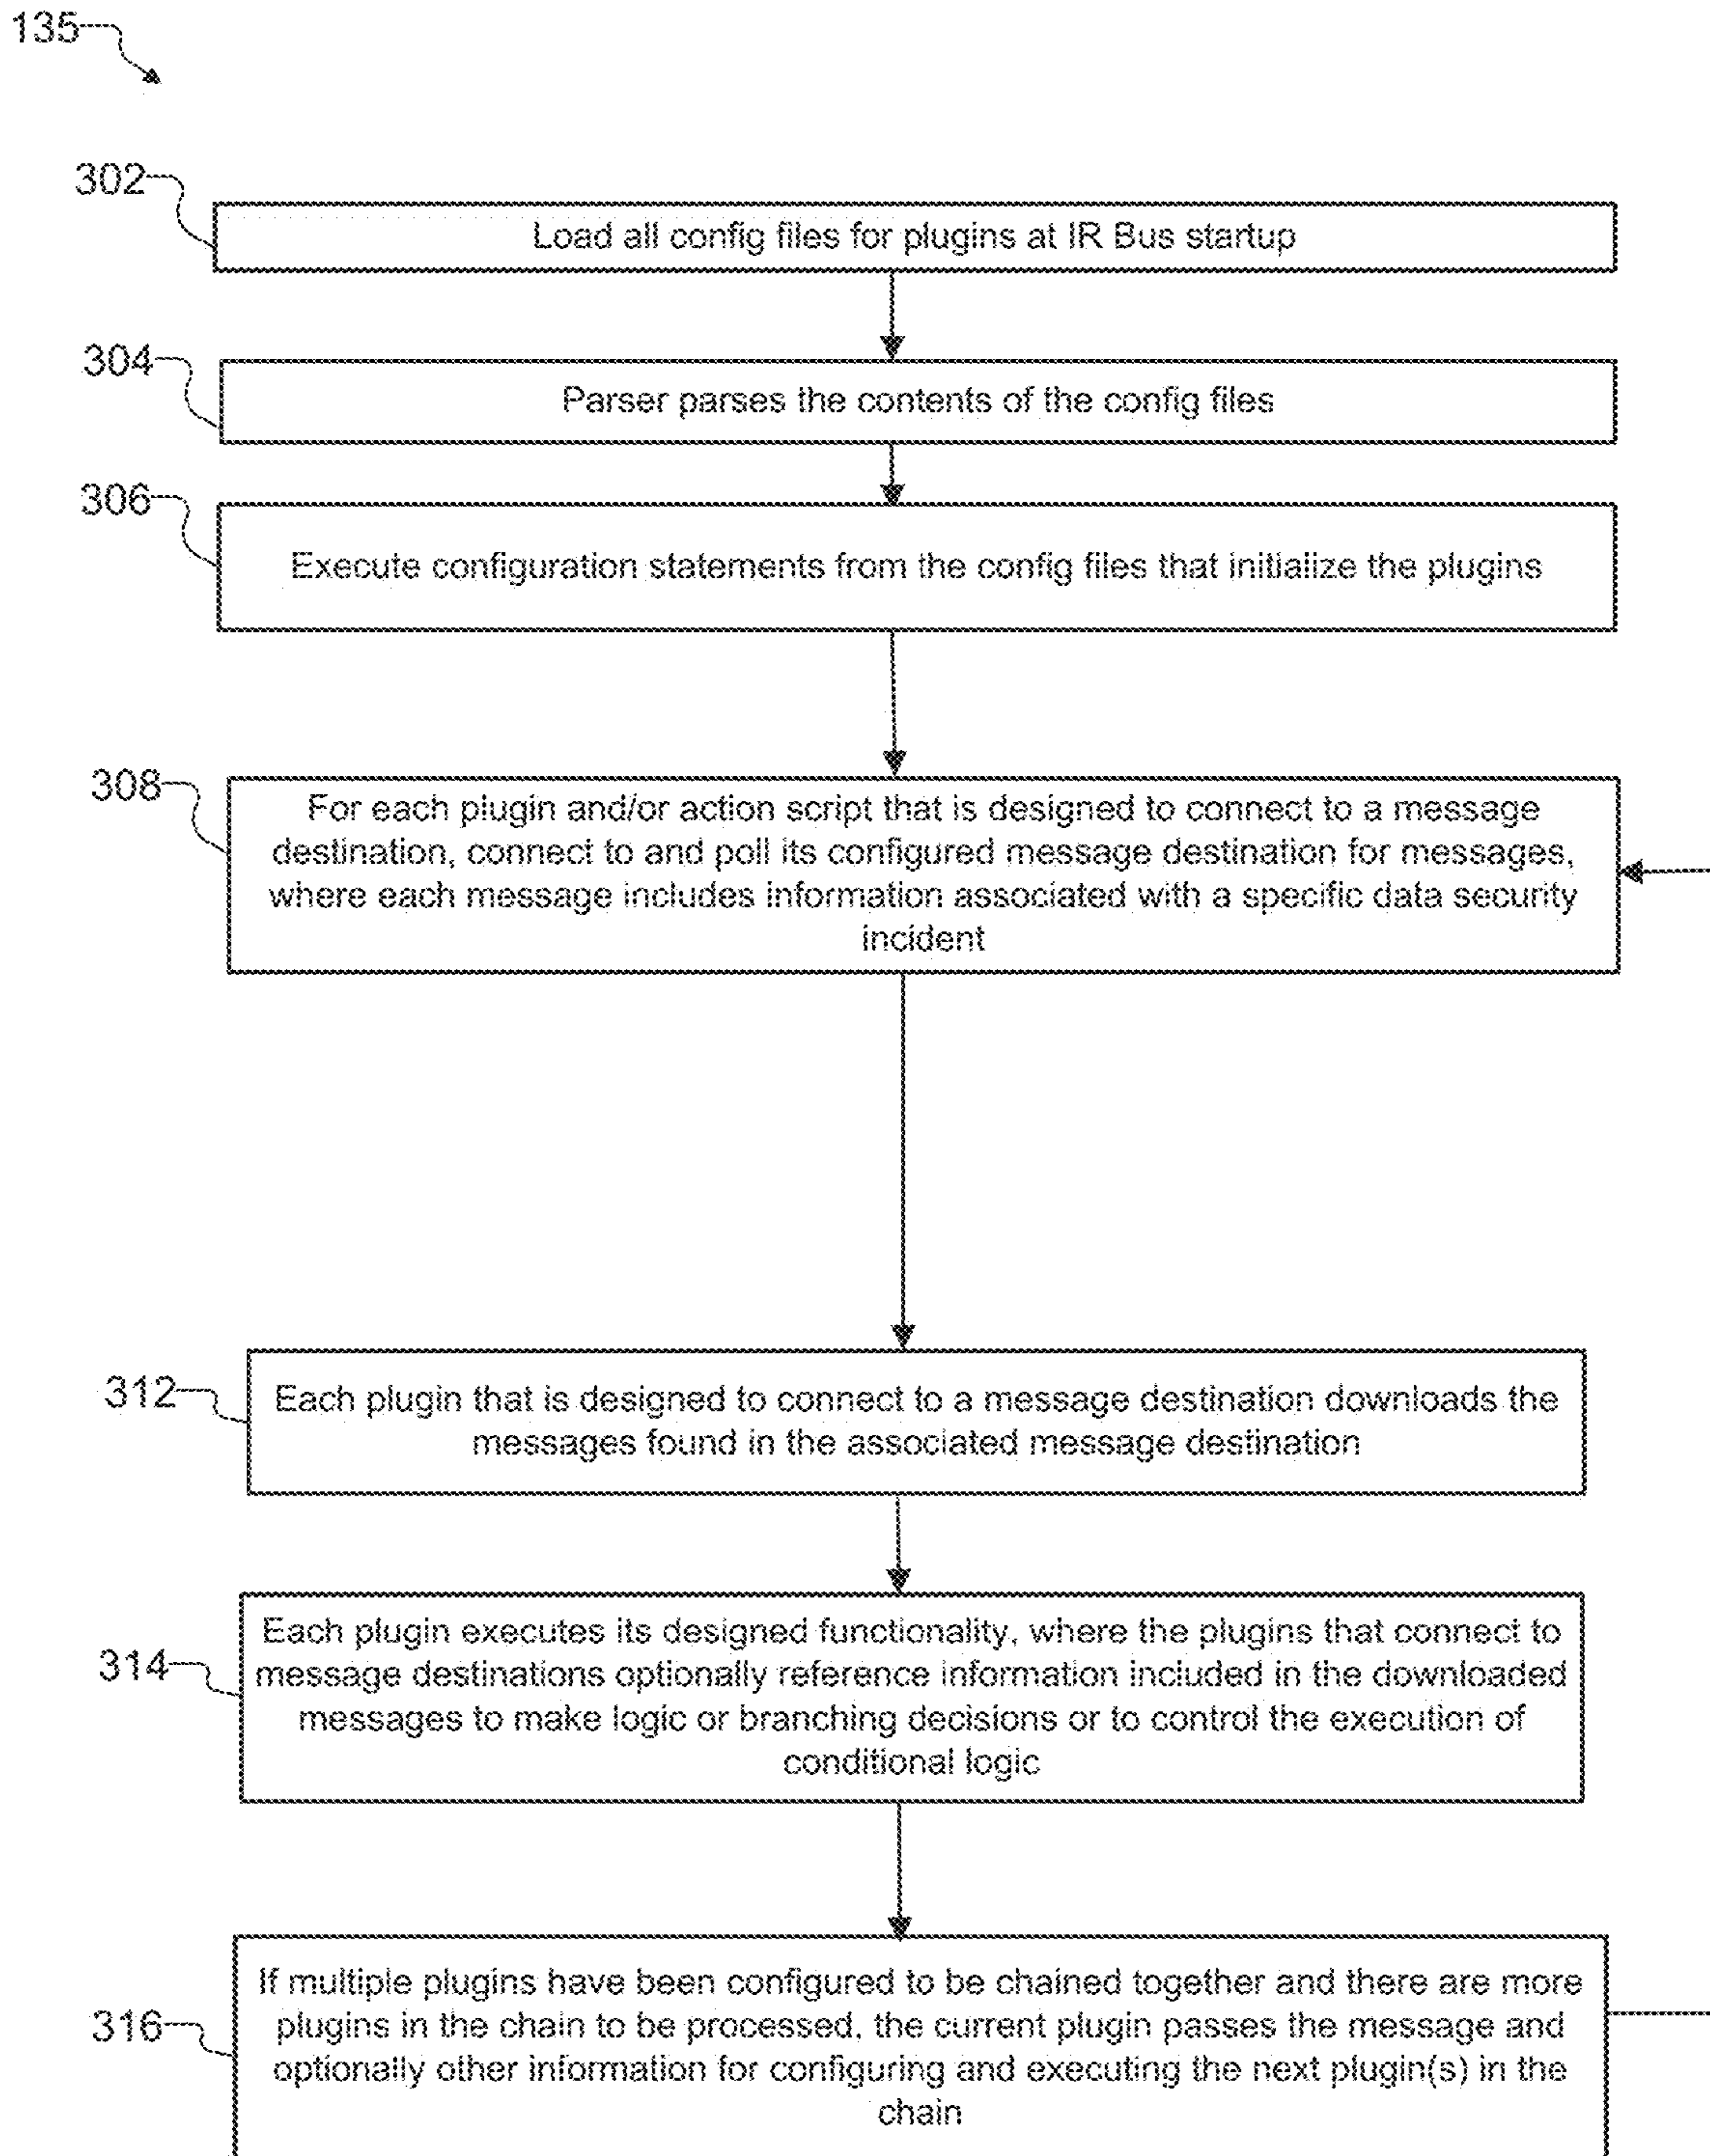 135
302
Load all config files for plugins at IR Bus startup
304
Parser parses the contents of the config files
306
Execute configuration statements from the config files that initialize the plugins
308
For each plugin and/or action script that is designed to connect to a message
destination, connect to and poll its configured message destination for messages,
where each message includes information associated with a specific data security
incident
312
Each plugin that is designed to connect to a message destination downloads the
messages found in the associated message destination
314
Each plugin executes its designed functionality, where the plugins that connect to
message destinations optionally reference information included in the downloaded
messages to make logic or branching decisions or to control the execution of
conditional logic
316
If multiple plugins have been configured to be chained together and there are more
plugins in the chain to be processed, the current plugin passes the message and
optionally other information for configuring and executing the next plugin(s) in the
chain